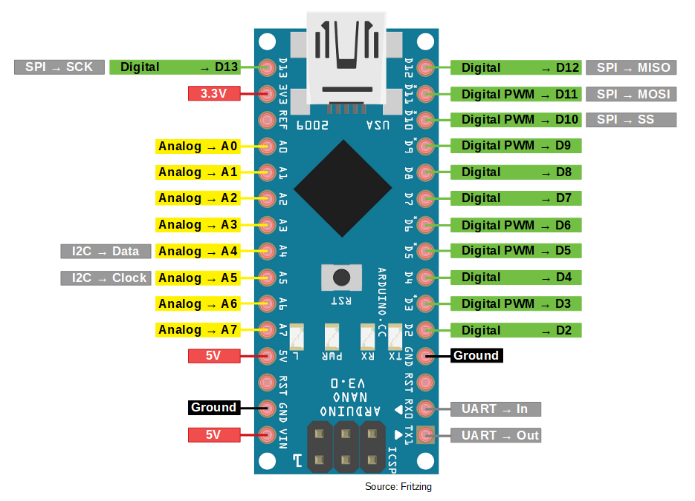 SPI → SCK
Digital → D13
3.3V
Analog → A0
Analog → A1
Analog → A2
Analog → A3
I2C → Data
Analog → A4
I2C → Clock
Analog → A5
Analog → A6
Analog → A7
5V
Ground
5V
D13
3V3
REF
A0
A1
A2
A3
A4
A5
A6
A7
5V
RST
GND
VIN
2009
USA
RST
ARDUINO.CC
L
PWR
RX
TX
ARDUINO
NANO
V3.0
1
ICSP
D12
D11
D10
D9
D8
D7
D6
D5
D4
D3
D2
GND
RST
RX0
TX1
Digital → D12
SPI → MISO
Digital PWM → D11
SPI → MOSI
Digital PWM → D10
SPI → SS
Digital PWM → D9
Digital → D8
Digital → D7
Digital PWM → D6
Digital PWM → D5
Digital → D4
Digital PWM → D3
Digital → D2
Ground
UART → In
UART → Out
Source: Fritzing